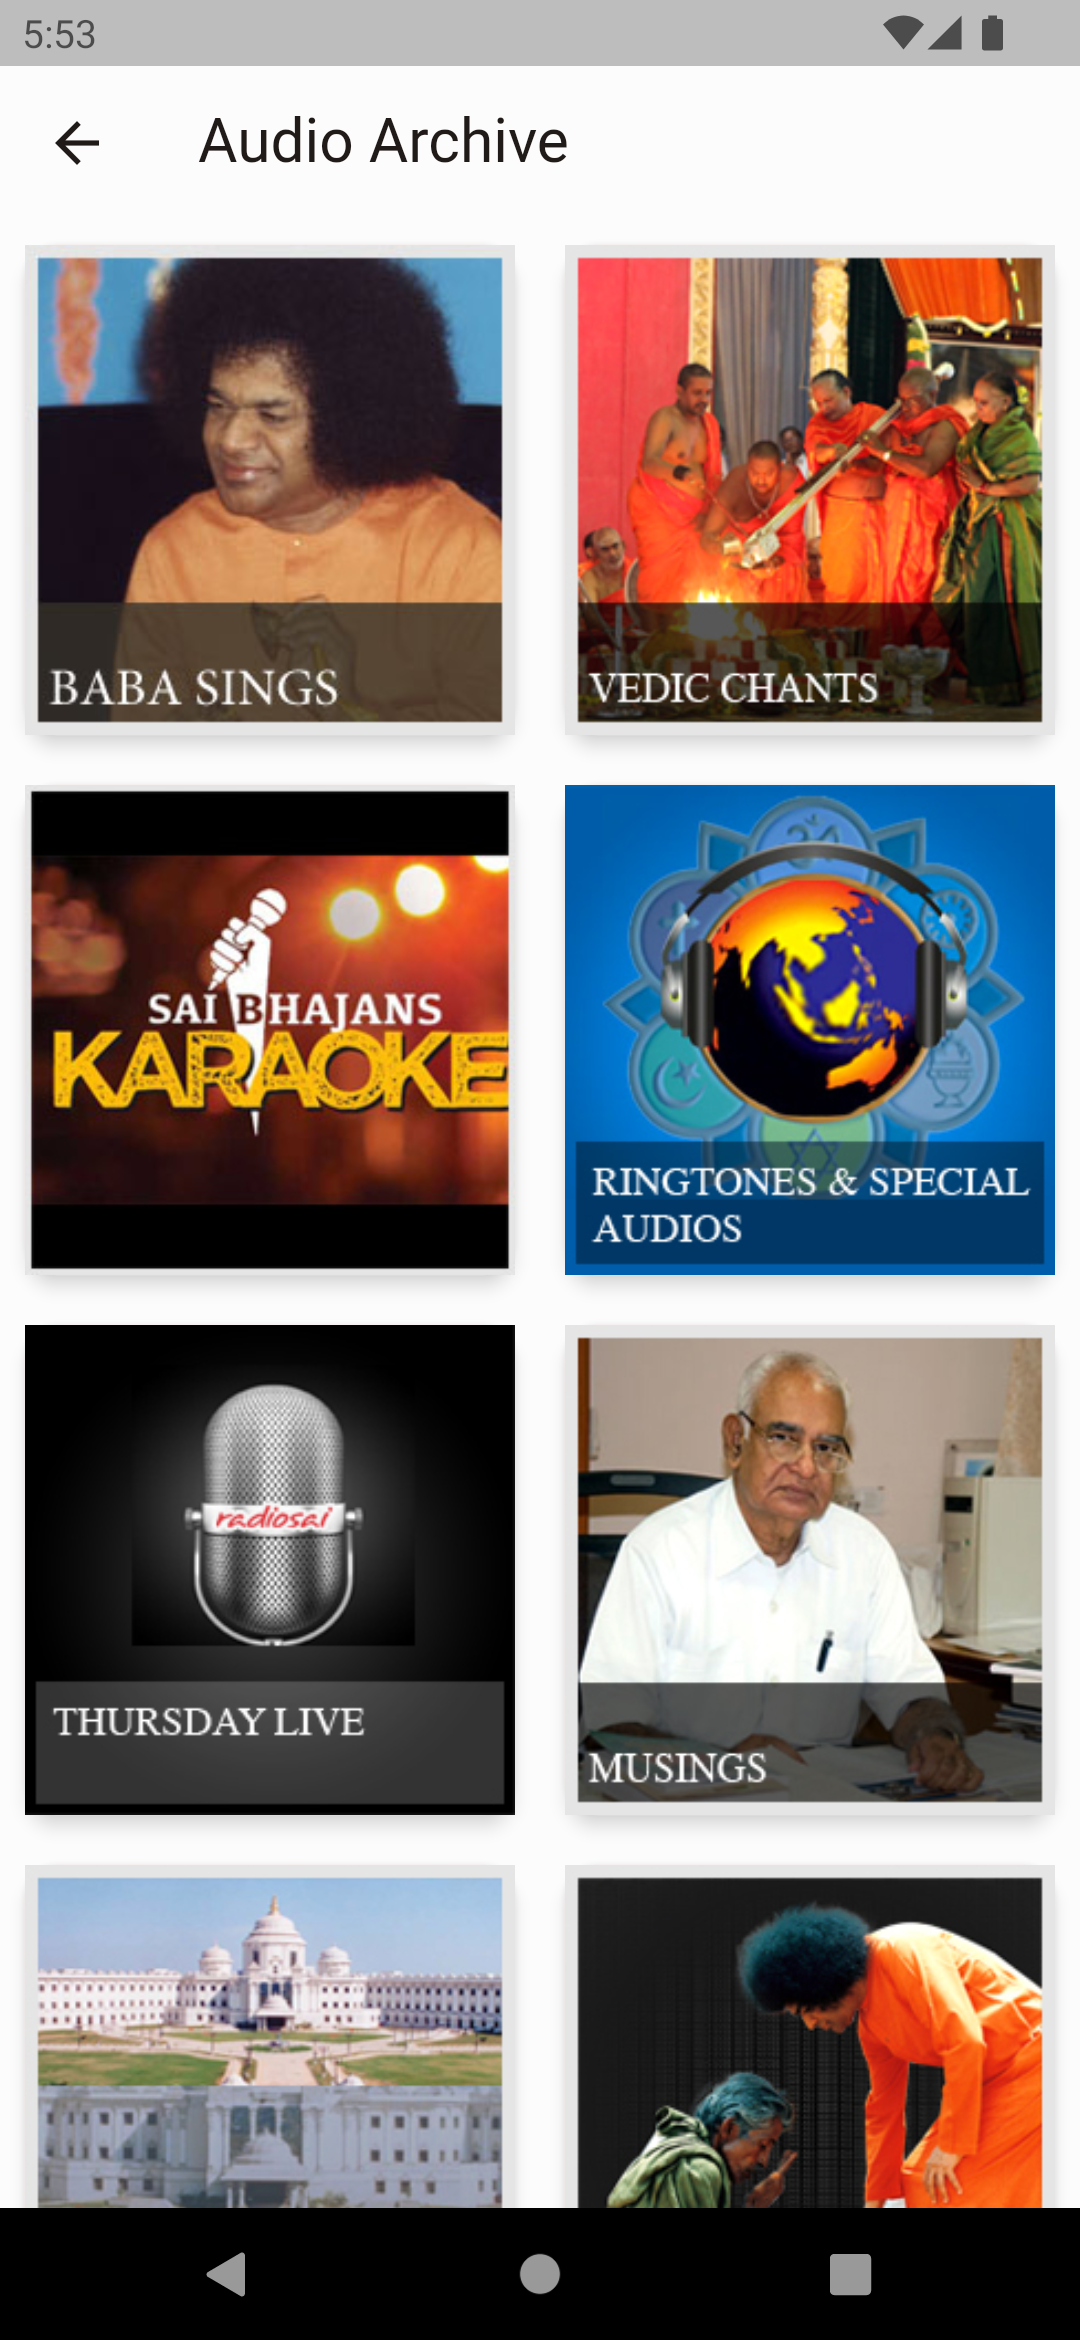 5:53
Audio Archive
BABA SINGS
VEDIC CHANTS
SAI BHAJANS
KARAOKE
RINGTONES & SPECIAL
AUDIOS
radiosai
THURSDAY LIVE
MUSINGS